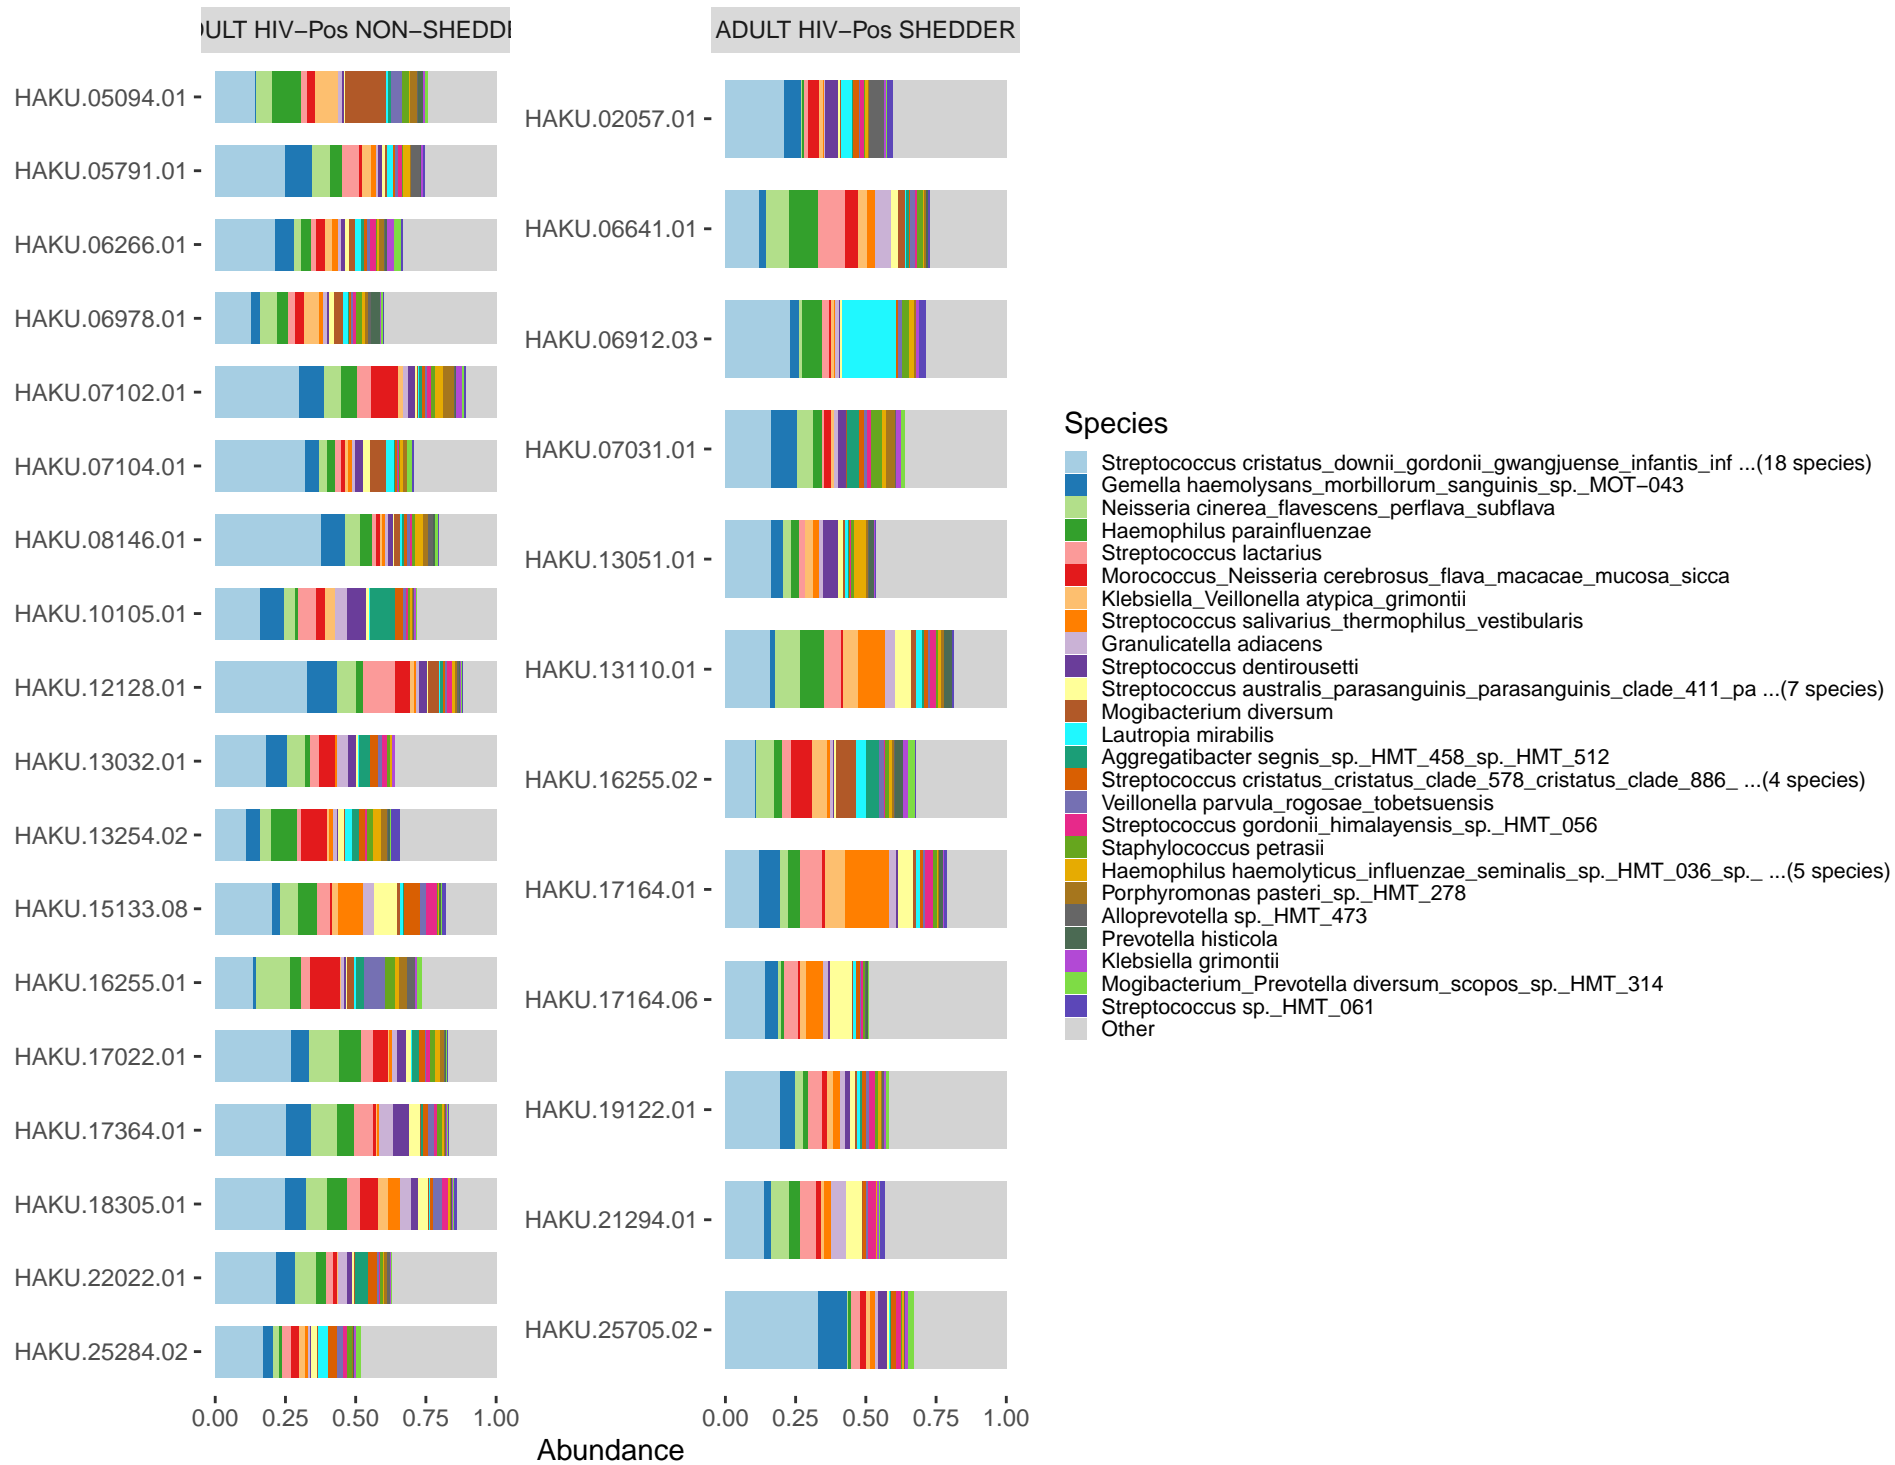 ULT HIV−Pos NON−SHEDD
ADULT HIV−Pos SHEDDER
HAKU.05094.01
HAKU.05791.01
HAKU.06266.01
HAKU.06978.01
HAKU.07102.01
HAKU.07104.01
HAKU.08146.01
HAKU.10105.01
HAKU.12128.01
HAKU.13032.01
HAKU.13254.02
HAKU.15133.08
HAKU.16255.01
HAKU.17022.01
HAKU.17364.01
HAKU.18305.01
HAKU.22022.01
HAKU.25284.02
0.00 0.25 0.50 0.75 1.00
HAKU.02057.01
HAKU.06641.01
HAKU.06912.03
HAKU.07031.01
HAKU.13051.01
HAKU.13110.01
HAKU.16255.02
HAKU.17164.01
HAKU.17164.06
HAKU.19122.01
HAKU.21294.01
HAKU.25705.02
0.00 0.25 0.50 0.75 1.00
Abundance
Species
Streptococcus cristatus_downii_gordonii_gwangjuense_infantis_inf ...(18 species)
Gemella haemolysans_morbillorum_sanguinis_sp._MOT−043
Neisseria cinerea_flavescens_perflava_subflava
Haemophilus parainfluenzae
Streptococcus lactarius
Morococcus_Neisseria cerebrosus_flava_macacae_mucosa_sicca
Klebsiella_Veillonella atypica_grimontii
Streptococcus salivarius_thermophilus_vestibularis
Granulicatella adiacens
Streptococcus dentirousetti
Streptococcus australis_parasanguinis_parasanguinis_clade_411_pa ...(7 species)
Mogibacterium diversum
Lautropia mirabilis
Aggregatibacter segnis_sp._HMT_458_sp._HMT_512
Streptococcus cristatus_cristatus_clade_578_cristatus_clade_886_ ...(4 species)
Veillonella parvula_rogosae_tobetsuensis
Streptococcus gordonii_himalayensis_sp._HMT_056
Staphylococcus petrasii
Haemophilus haemolyticus_influenzae_seminalis_sp._HMT_036_sp._ ...(5 species)
Porphyromonas pasteri_sp._HMT_278
Alloprevotella sp._HMT_473
Prevotella histicola
Klebsiella grimontii
Mogibacterium_Prevotella diversum_scopos_sp._HMT_314
Streptococcus sp._HMT_061
Other